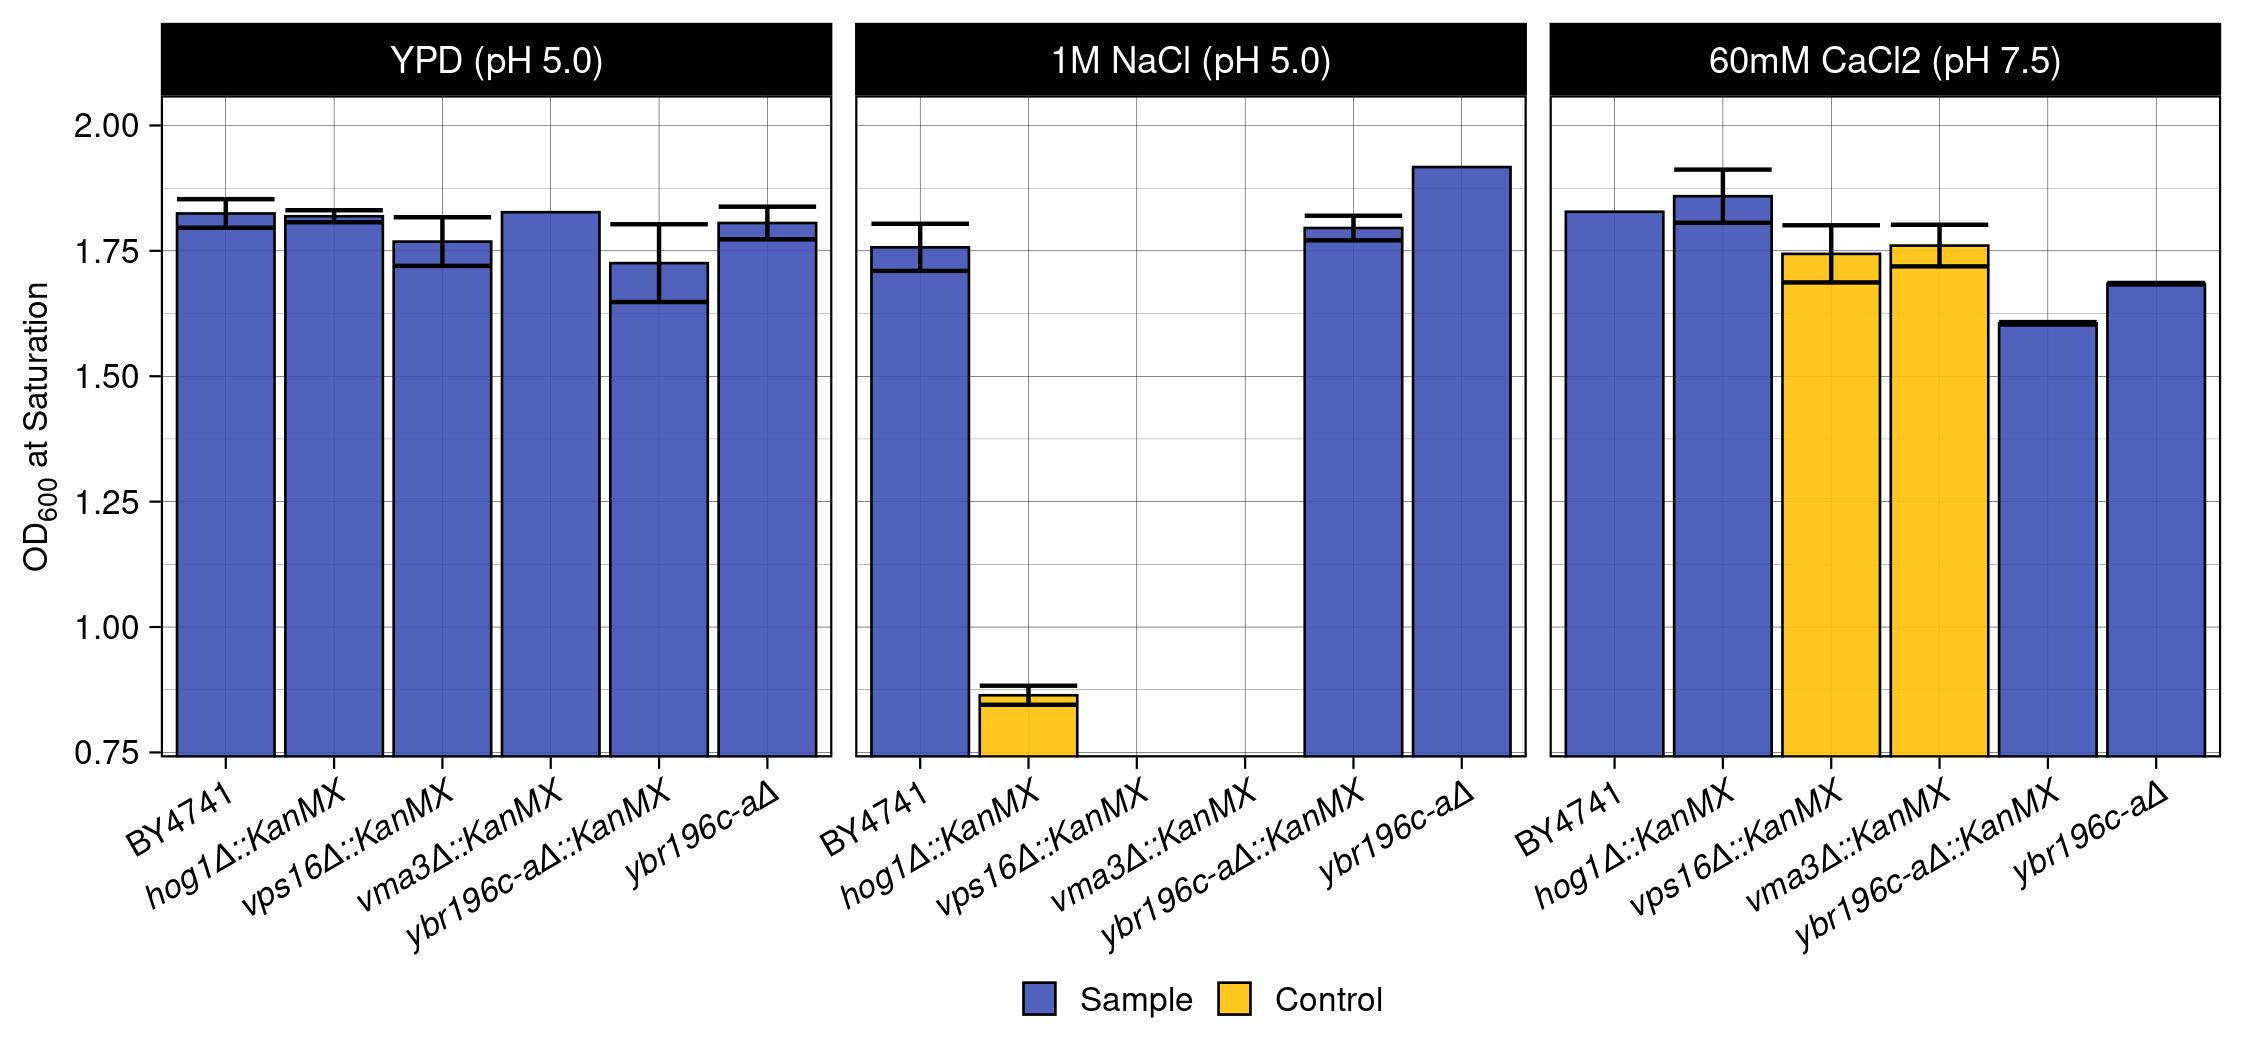 YPD (pH 5.0)
1M NaCl (pH 5.0)
60mM CaCl2 (pH 7.5)
OD600 at Saturation
2.00
1.75
1.50
1.25
1.00
0.75
BY4741
hog1Δ::KanMX
vps16Δ::KanMX
vma3Δ::KanMX
ybr196c-aΔ::KanMX
ybr196c-aΔ
BY4741
hog1Δ::KanMX
vps16Δ::KanMX
vma3Δ::KanMX
ybr196c-aΔ::KanMX
ybr196c-aΔ
BY4741
hog1Δ::KanMX
vps16Δ::KanMX
vma3Δ::KanMX
ybr196c-aΔ::KanMX
ybr196c-aΔ
Sample
Control